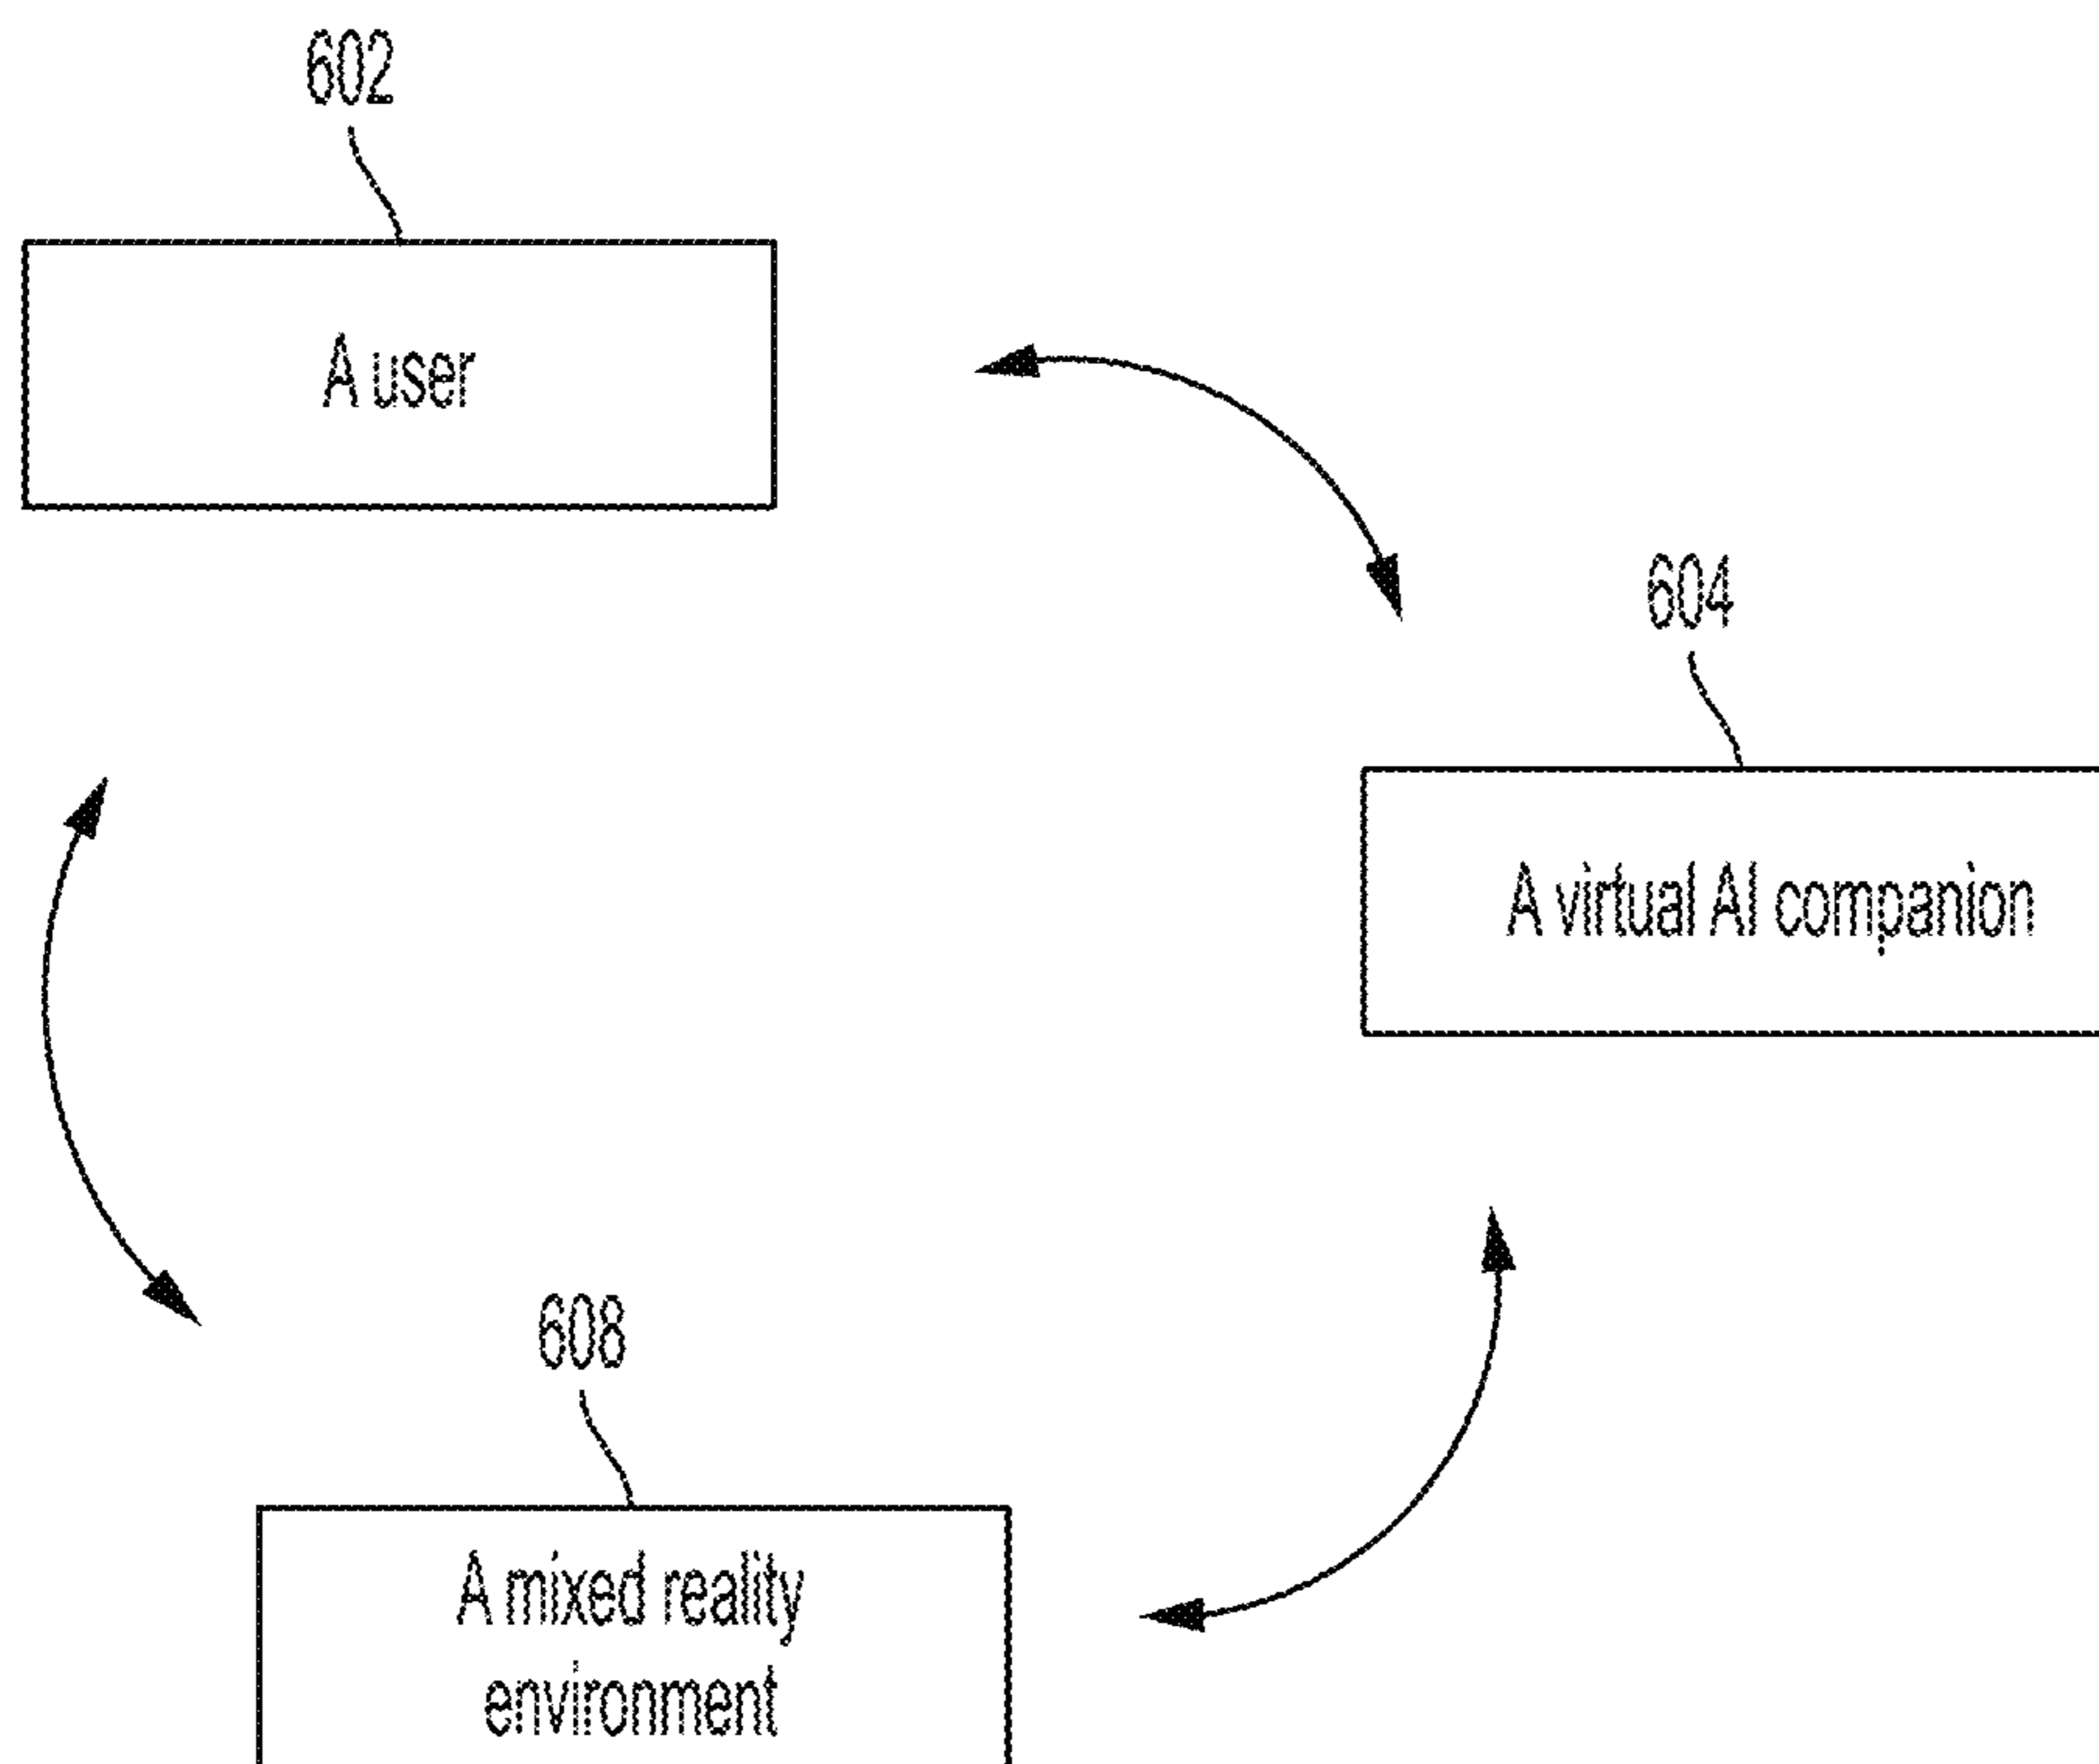 602
A user
604
A virtual AI companion
608
A mixed reality
environment